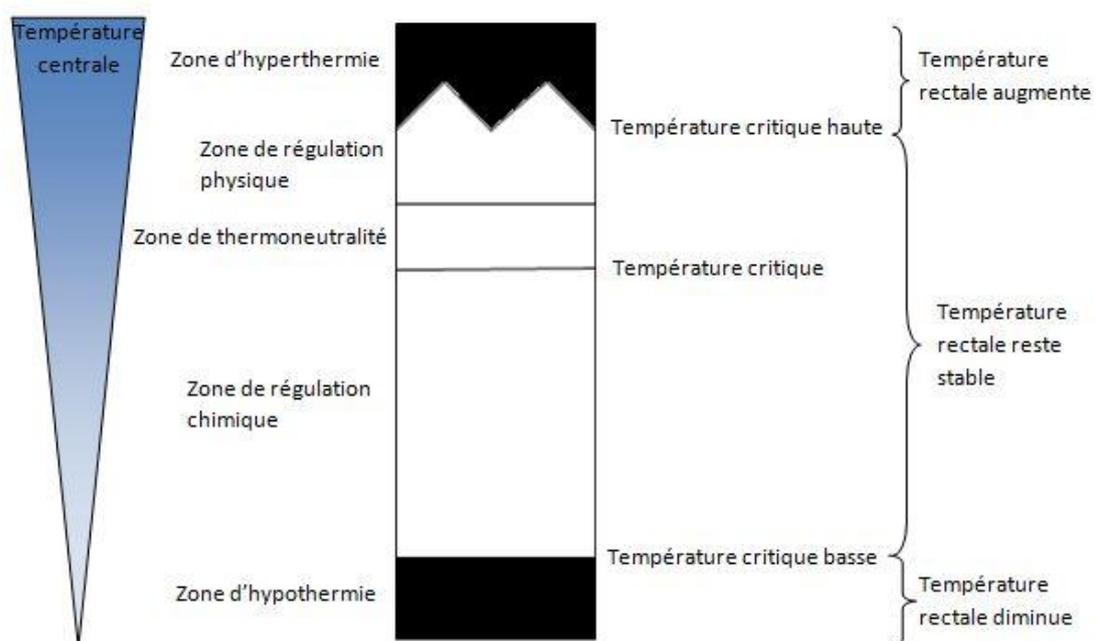 Température
centrale
Zone d'hyperthermie
Température
rectale augmente
Température critique haute
Zone de régulation
physique
Zone de thermoneutralité
Température critique
Température
rectale reste
stable
Zone de régulation
chimique
Température critique basse
Zone d'hypothermie
Température
rectale diminue